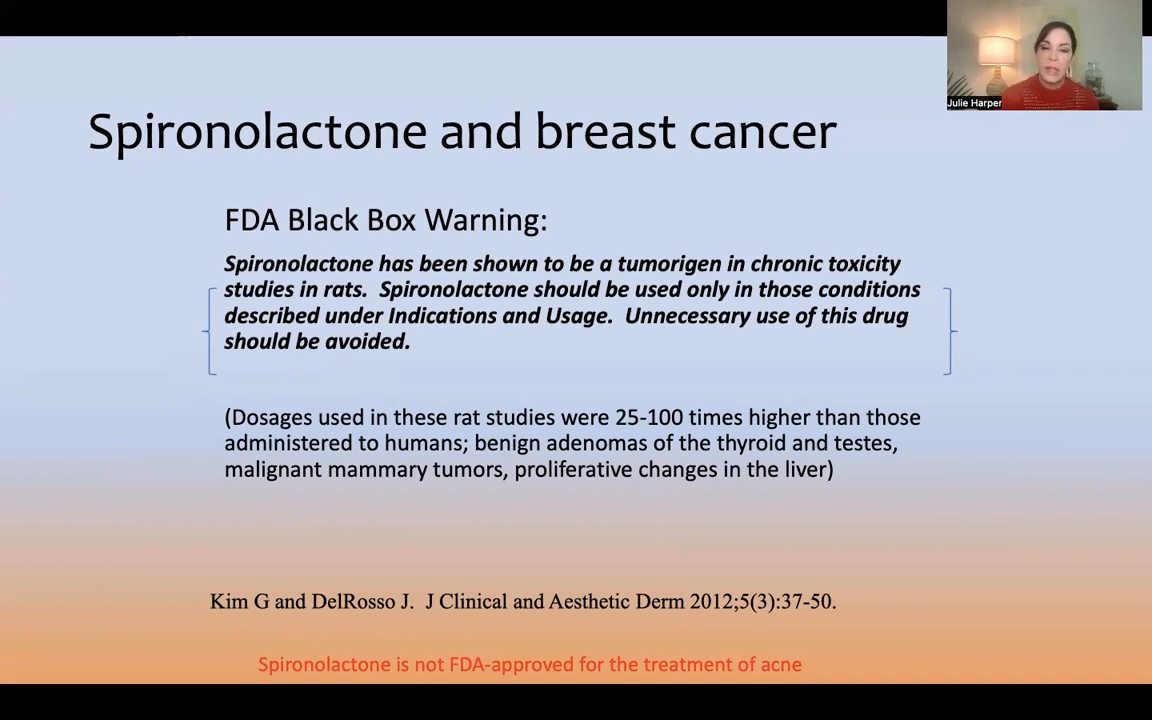 Julie Harper
Spironolactone and breast cancer
FDA Black Box Warning:
Spironolactone has been shown to be a tumorigen in chronic toxicity
studies in rats.  Spironolactone should be used only in those conditions
described under Indications and Usage.  Unnecessary use of this drug
should be avoided.
(Dosages used in these rat studies were 25-100 times higher than those
administered to humans; benign adenomas of the thyroid and testes,
malignant mammary tumors, proliferative changes in the liver)
Kim G and DelRosso J.  J Clinical and Aesthetic Derm 2012;5(3):37-50.
Spironolactone is not FDA-approved for the treatment of acne